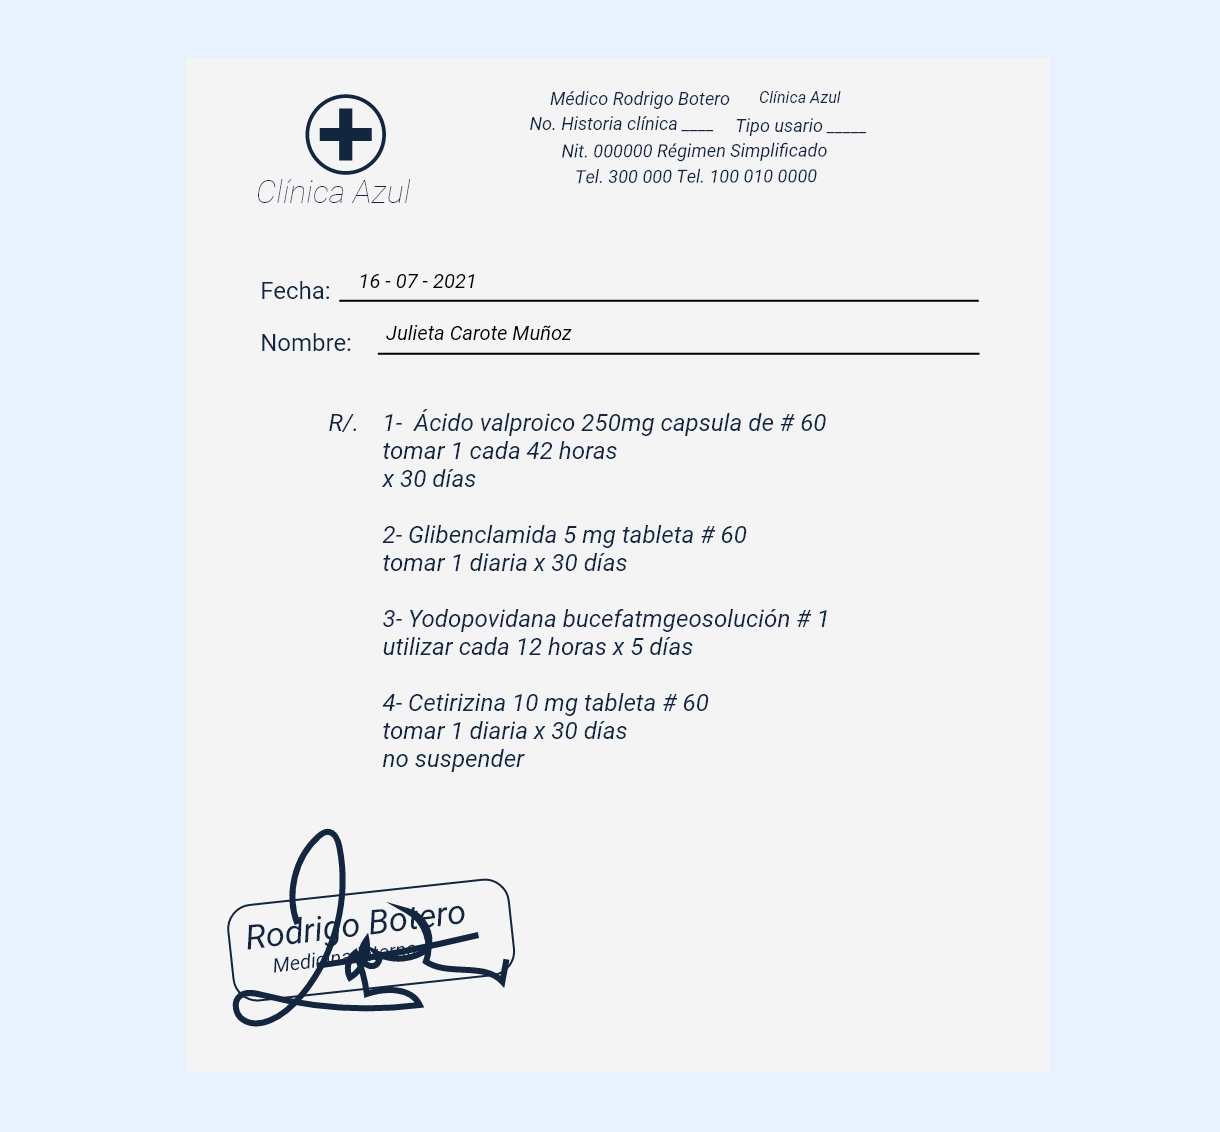 Clínica Azul
Médico Rodrigo Botero Clínica Azul
No. Historia clínica ____ Tipo usario _____
Nit. 000000 Régimen Simplificado
Tel. 300 000 Tel. 100 010 0000
Fecha: 16 - 07 - 2021
Nombre: Julieta Carote Muñoz
R/. 1- Ácido valproico 250mg capsula de # 60
tomar 1 cada 42 horas
x 30 días
2- Glibenclamida 5 mg tableta # 60
tomar 1 diaria x 30 días
3- Yodopovidana bucefatmgeosolución # 1
utilizar cada 12 horas x 5 días
4- Cetirizina 10 mg tableta # 60
tomar 1 diaria x 30 días
no suspender
Rodrigo Botero
Medicina